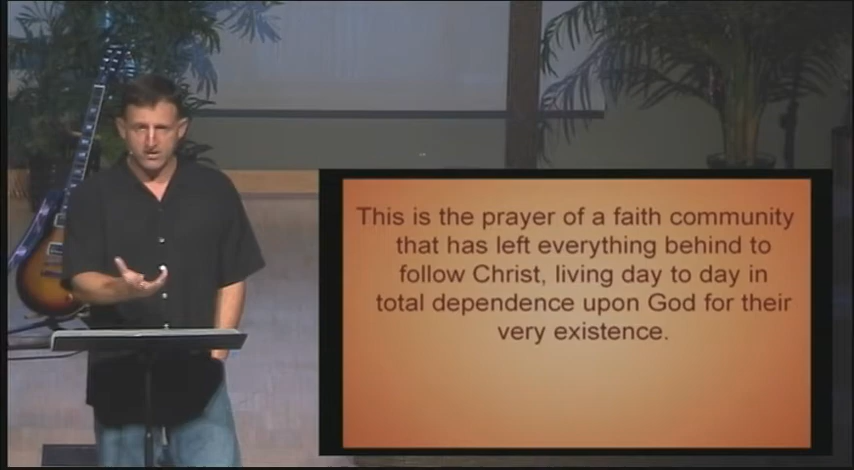 This is the prayer of a faith community
that has left everything behind to
follow Christ, living day to day in
total dependence upon God for their
very existence.